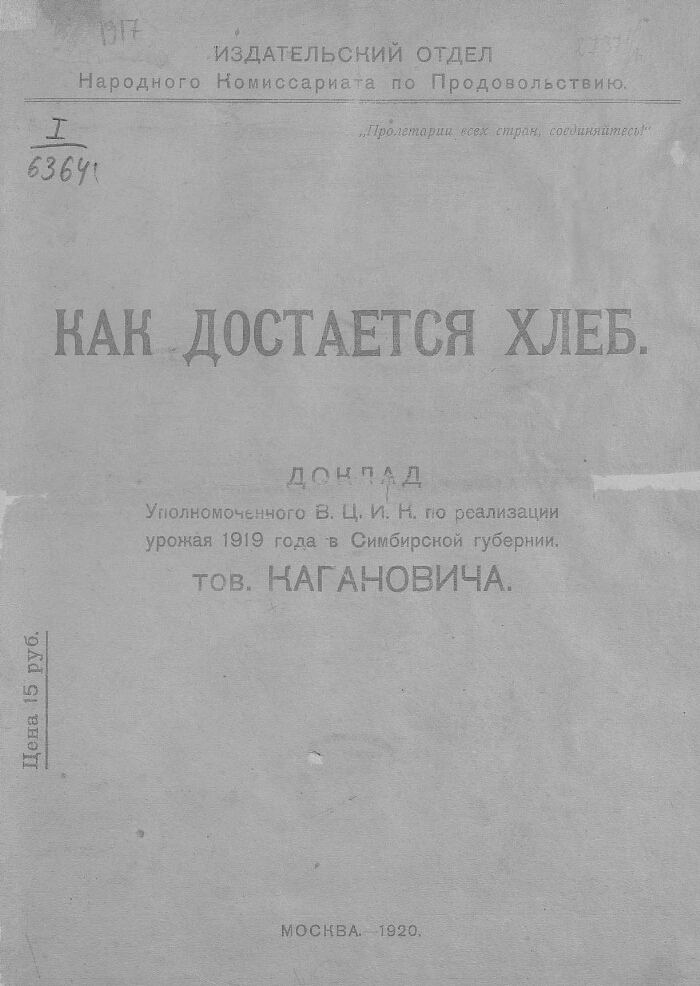 1917
ИЗДАТЕЛЬСКИЙ ОТДЕЛ
Народного Комиссариата по Продовольствию.
I
63641
„Пролетарии всех стран, соединяйтесь!“
КАК ДОСТАЕТСЯ ХЛЕБ.
ДОКЛАД
Уполномоченного В. Ц. И. К. по реализации
урожая 1919 года в Симбирской губернии.
тов. КАГАНОВИЧА.
Цена 15 руб.
МОСКВА.—1920.